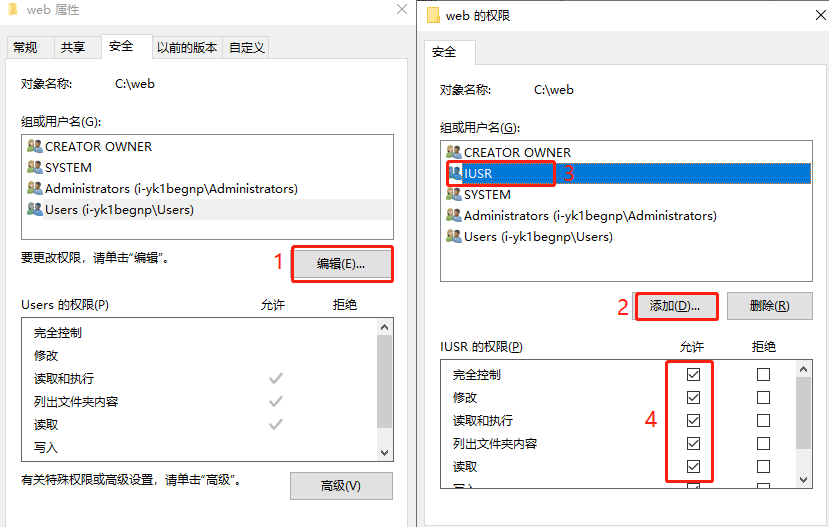 web 属性
常规 共享 安全 以前的版本 自定义
对象名称: C:\web
组或用户名(G):
CREATOR OWNER
SYSTEM
Administrators (i-yk1begnp\Administrators)
Users (i-yk1begnp\Users)
要更改权限，请单击“编辑”。
1 编辑(E)...
Users 的权限(P) 允许 拒绝
完全控制
修改
读取和执行
列出文件夹内容
读取
写入
有关特殊权限或高级设置，请单击“高级”。
高级(V)
web 的权限
安全
对象名称: C:\web
组或用户名(G):
CREATOR OWNER
IUSR 3
SYSTEM
Administrators (i-yk1begnp\Administrators)
Users (i-yk1begnp\Users)
2 添加(D)... 删除(R)
IUSR 的权限(P) 允许 拒绝
完全控制
修改
读取和执行
4
列出文件夹内容
读取